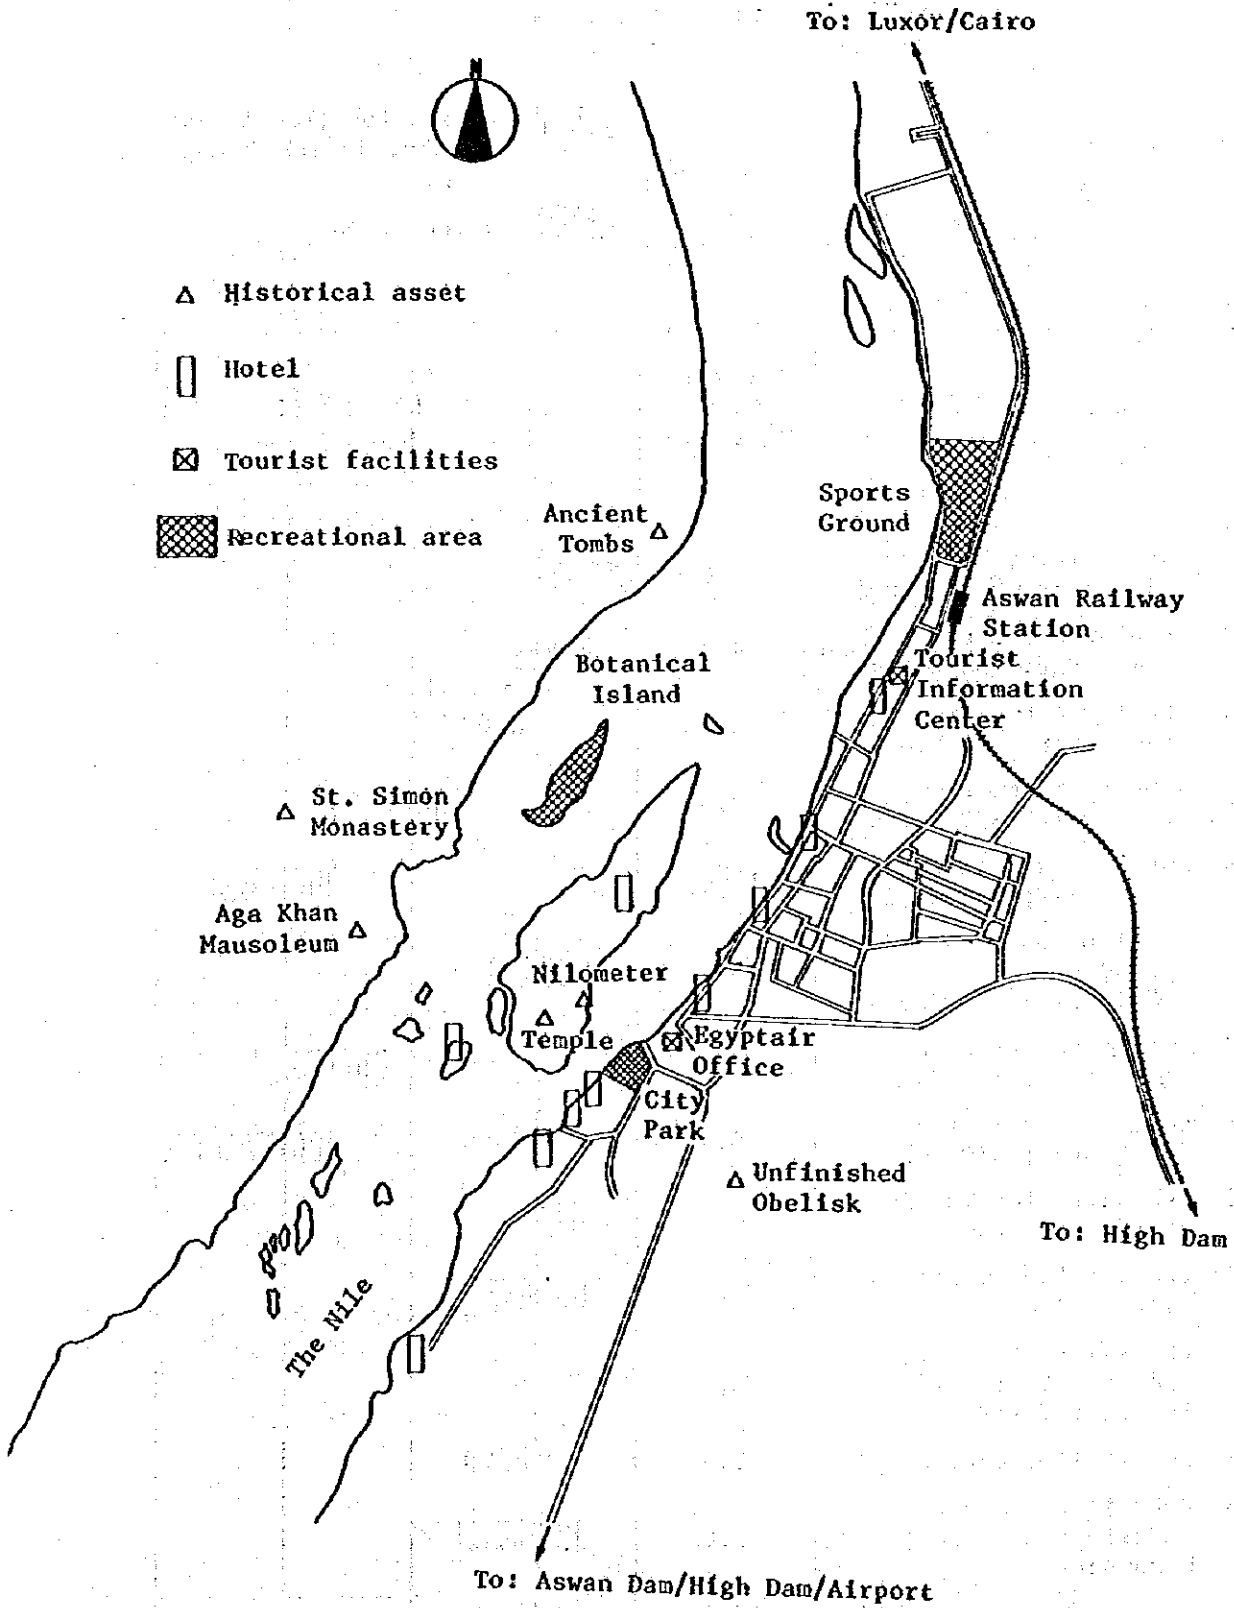 To: Luxor/Cairo
N
Historical asset
Hotel
Tourist facilities
Recreational area
Sports
Ground
Ancient
Tombs
Aswan Railway
Station
Tourist
Information
Center
Botanical
Island
St. Simon
Monastery
Aga Khan
Mausoleum
Nilometer
Temple
Egyptair
Office
City
Park
Unfinished
Obelisk
To: High Dam
The Nile
To: Aswan Dam/High Dam/Airport